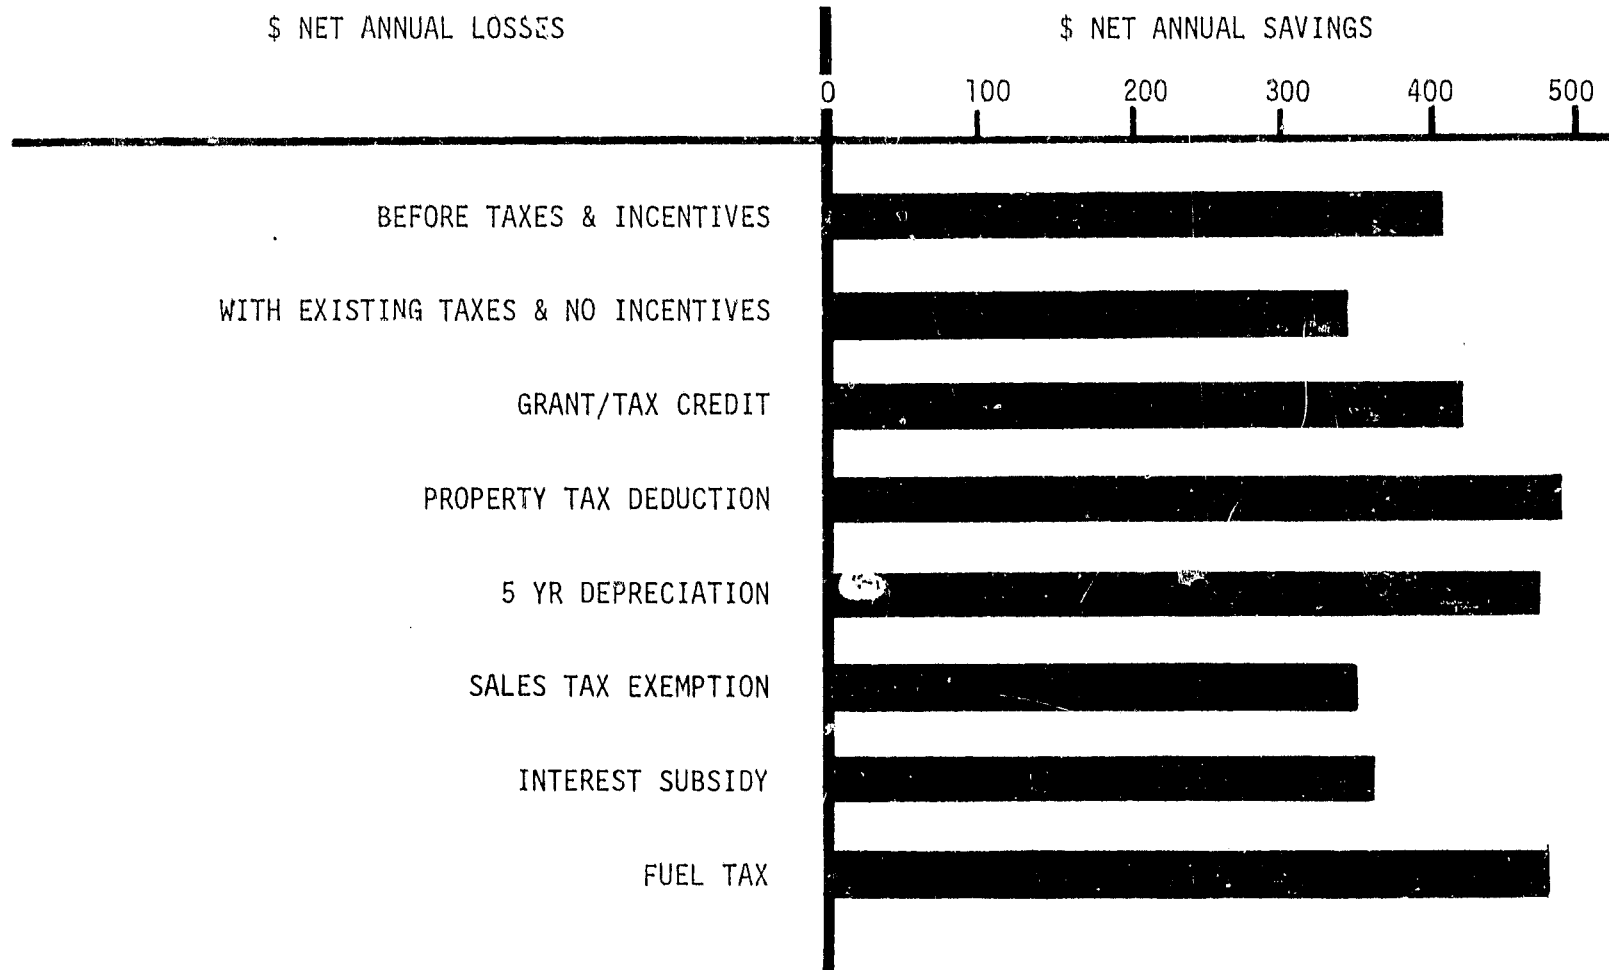 $ NET ANNUAL LOSSES
$ NET ANNUAL SAVINGS
0 100 200 300 400 500
BEFORE TAXES & INCENTIVES
WITH EXISTING TAXES & NO INCENTIVES
GRANT/TAX CREDIT
PROPERTY TAX DEDUCTION
5 YR DEPRECIATION
SALES TAX EXEMPTION
INTEREST SUBSIDY
FUEL TAX